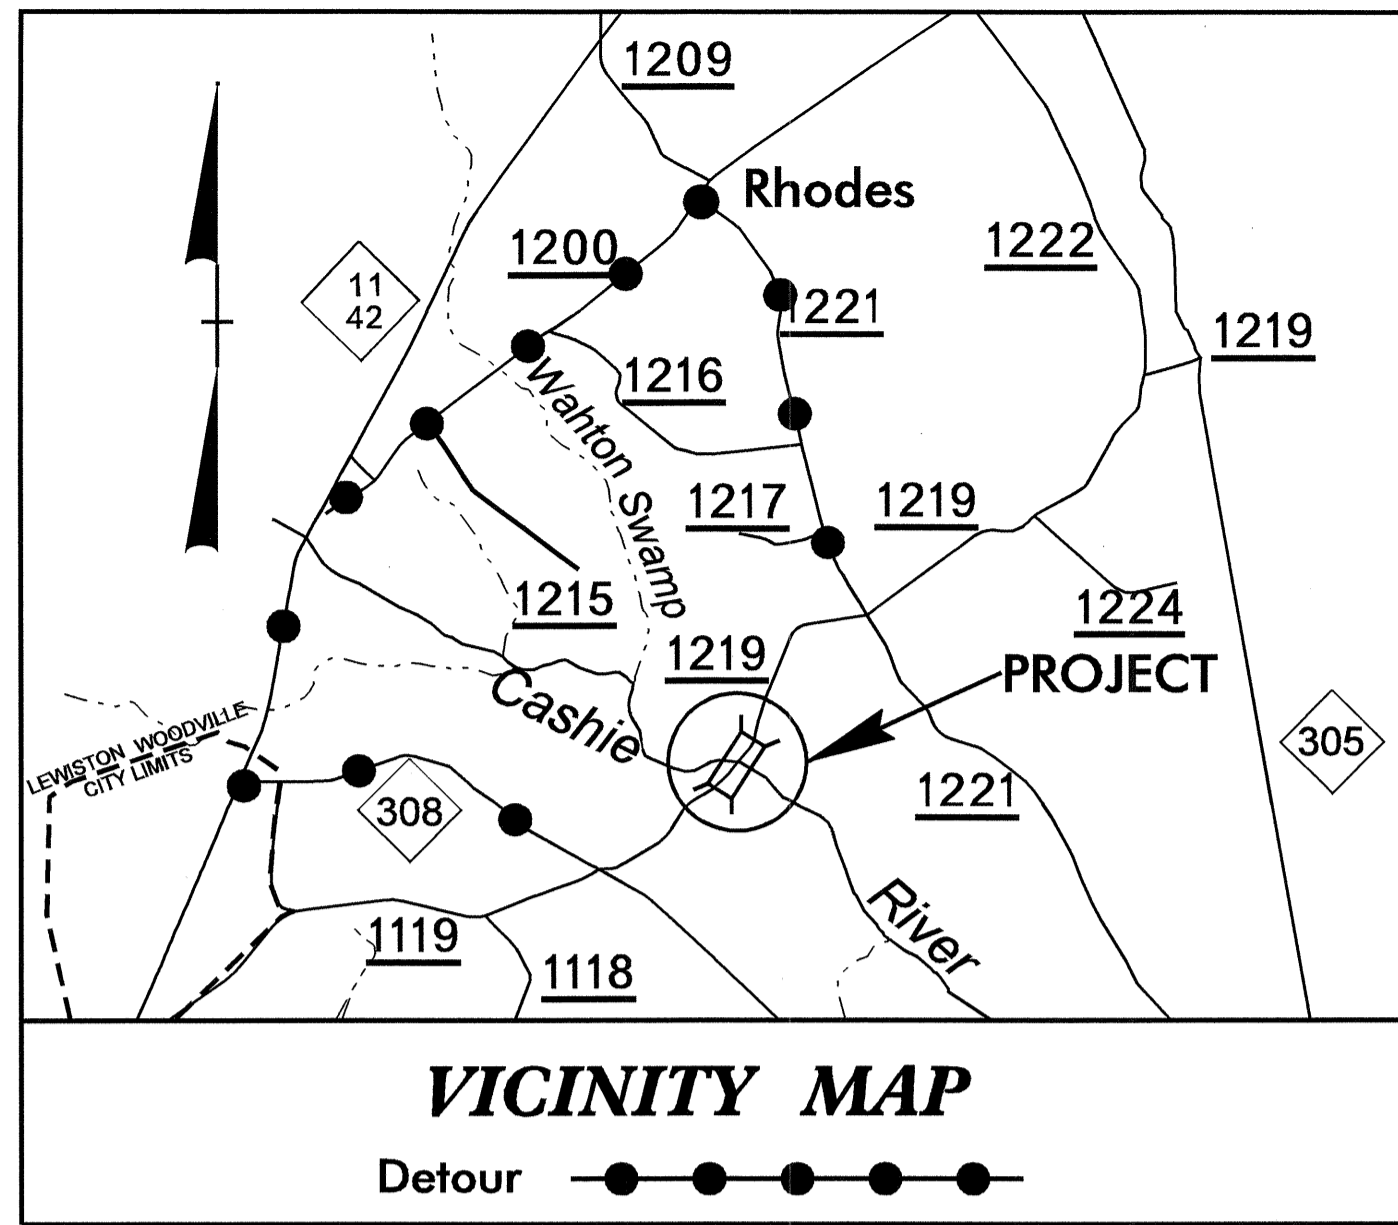 1209
Rhodes
1200
1222
11
42
1221
1219
1216
Wahton Swamp
1217
1219
1215
1224
1219
PROJECT
Cashie
LEWISTON WOODVILLE
CITY LIMITS
305
308
1221
River
1119
1118
VICINITY MAP
Detour